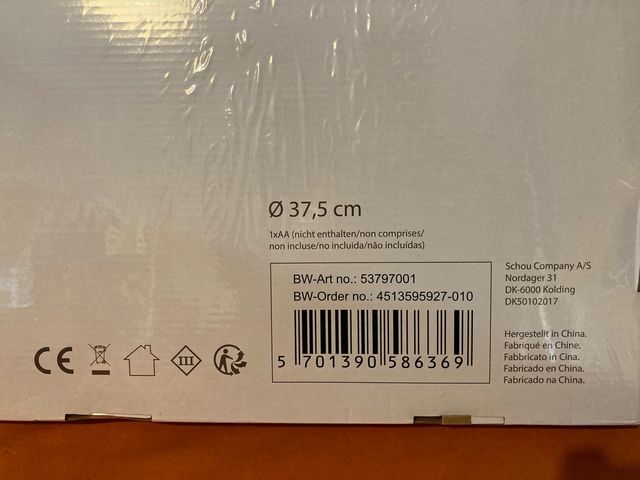 Ø 37,5 cm
1xAA (nicht enthalten/non comprises/
non incluse/no incluida/não incluídas)
BW-Art no.: 53797001
BW-Order no.: 4513595927-010
5 701390 586369
Schou Company A/S
Nordager 31
DK-6000 Kolding
DK50102017
Hergestellt in China.
Fabriqué en Chine.
Fabbricato in Cina.
Fabricado en China.
Fabricado na China.
CE
III